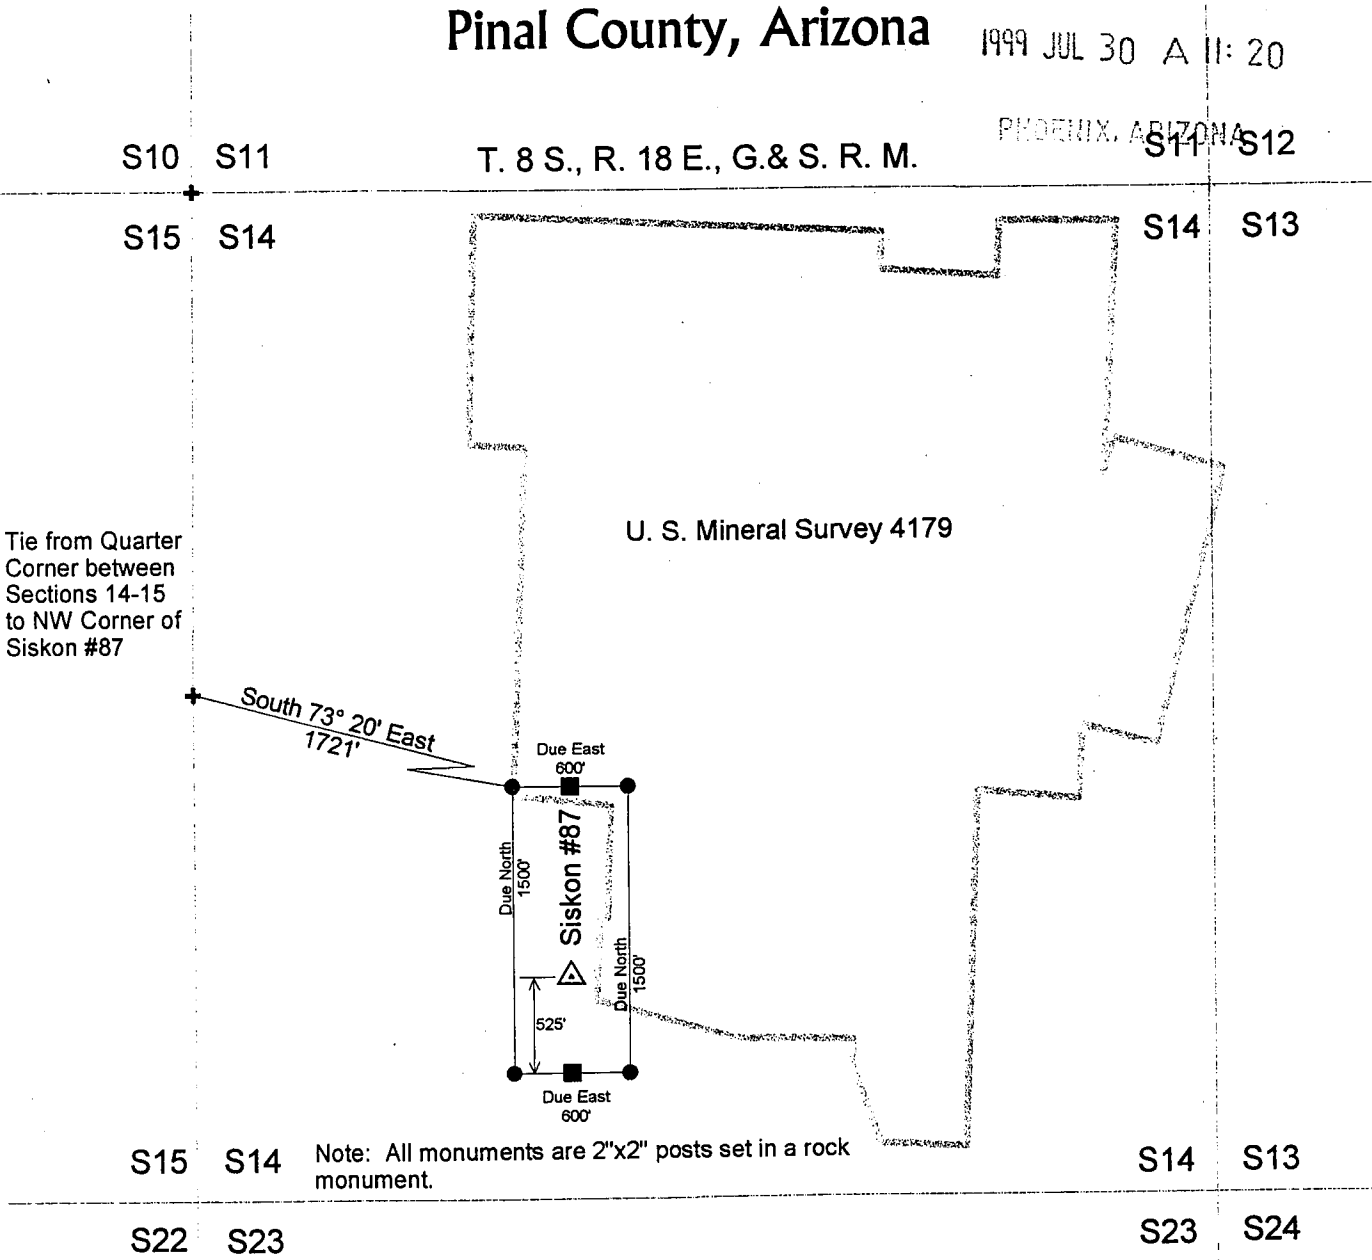 Pinal County, Arizona
1999 JUL 30 A 11: 20
PHOENIX, ARIZONA
S10 S11
T. 8 S., R. 18 E., G.& S. R. M.
S11 S12
S15 S14
S14 S13
U. S. Mineral Survey 4179
Tie from Quarter
Corner between
Sections 14-15
to NW Corner of
Siskon #87
South 73° 20' East
1721'
Due East
600'
Siskon #87
Due North
1500'
Due North
1500'
525'
Due East
600'
S15 S14
Note: All monuments are 2"x2" posts set in a rock
monument.
S14 S13
S22 S23
S23 S24